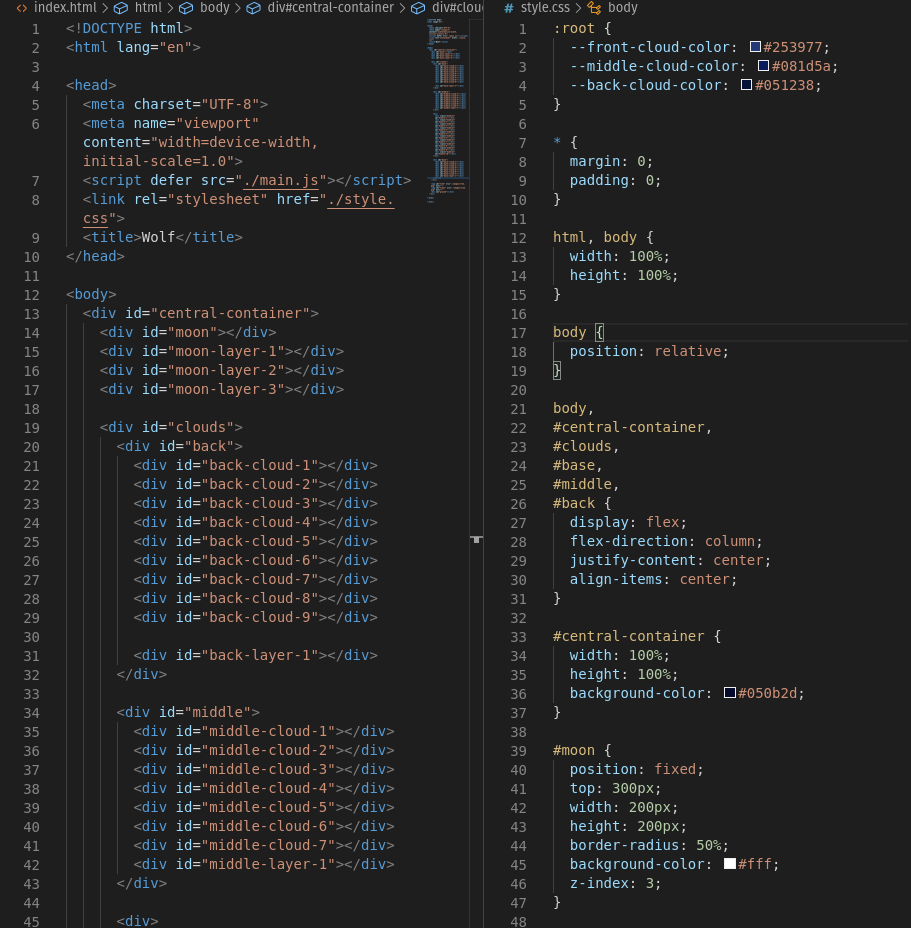 index.html > html > body > div#central-container > div#clou
1 <!DOCTYPE html>
2 <html lang="en">
3
4 <head>
5 <meta charset="UTF-8">
6 <meta name="viewport"
content="width=device-width,
initial-scale=1.0">
7 <script defer src="./main.js"></script>
8 <link rel="stylesheet" href="./style.
css">
9 <title>Wolf</title>
10 </head>
11
12 <body>
13 <div id="central-container">
14 <div id="moon"></div>
15 <div id="moon-layer-1"></div>
16 <div id="moon-layer-2"></div>
17 <div id="moon-layer-3"></div>
18
19 <div id="clouds">
20 <div id="back">
21 <div id="back-cloud-1"></div>
22 <div id="back-cloud-2"></div>
23 <div id="back-cloud-3"></div>
24 <div id="back-cloud-4"></div>
25 <div id="back-cloud-5"></div>
26 <div id="back-cloud-6"></div>
27 <div id="back-cloud-7"></div>
28 <div id="back-cloud-8"></div>
29 <div id="back-cloud-9"></div>
30
31 <div id="back-layer-1"></div>
32 </div>
33
34 <div id="middle">
35 <div id="middle-cloud-1"></div>
36 <div id="middle-cloud-2"></div>
37 <div id="middle-cloud-3"></div>
38 <div id="middle-cloud-4"></div>
39 <div id="middle-cloud-5"></div>
40 <div id="middle-cloud-6"></div>
41 <div id="middle-cloud-7"></div>
42 <div id="middle-layer-1"></div>
43 </div>
44
45 <div>
# style.css > body
1 :root {
2 --front-cloud-color: #253977;
3 --middle-cloud-color: #081d5a;
4 --back-cloud-color: #051238;
5 }
6
7 * {
8 margin: 0;
9 padding: 0;
10 }
11
12 html, body {
13 width: 100%;
14 height: 100%;
15 }
16
17 body {
18 position: relative;
19 }
20
21 body,
22 #central-container,
23 #clouds,
24 #base,
25 #middle,
26 #back {
27 display: flex;
28 flex-direction: column;
29 justify-content: center;
30 align-items: center;
31 }
32
33 #central-container {
34 width: 100%;
35 height: 100%;
36 background-color: #050b2d;
37 }
38
39 #moon {
40 position: fixed;
41 top: 300px;
42 width: 200px;
43 height: 200px;
44 border-radius: 50%;
45 background-color: #fff;
46 z-index: 3;
47 }
48